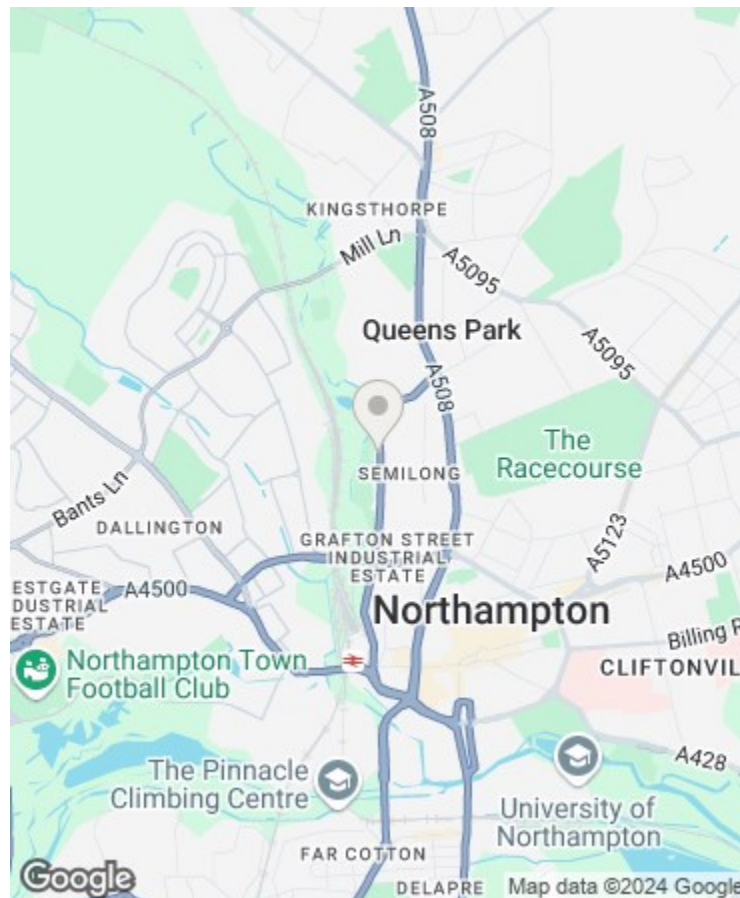 A508
KINGSTHORPE
Mill Ln
A5095
Queens Park
A5095
A508
The
Racecourse
SEMILONG
Bants Ln
DALLINGTON
GRAFTON STREET
INDUSTRIAL
ESTATE
A5123
A4500
ESTGATE
DUSTRIAL
ESTATE
A4500
Northampton
Billing R
Northampton Town
Football Club
CLIFTONVIL
A428
The Pinnacle
Climbing Centre
University of
Northampton
FAR COTTON
DELAPRE
Google
Map data ©2024 Google